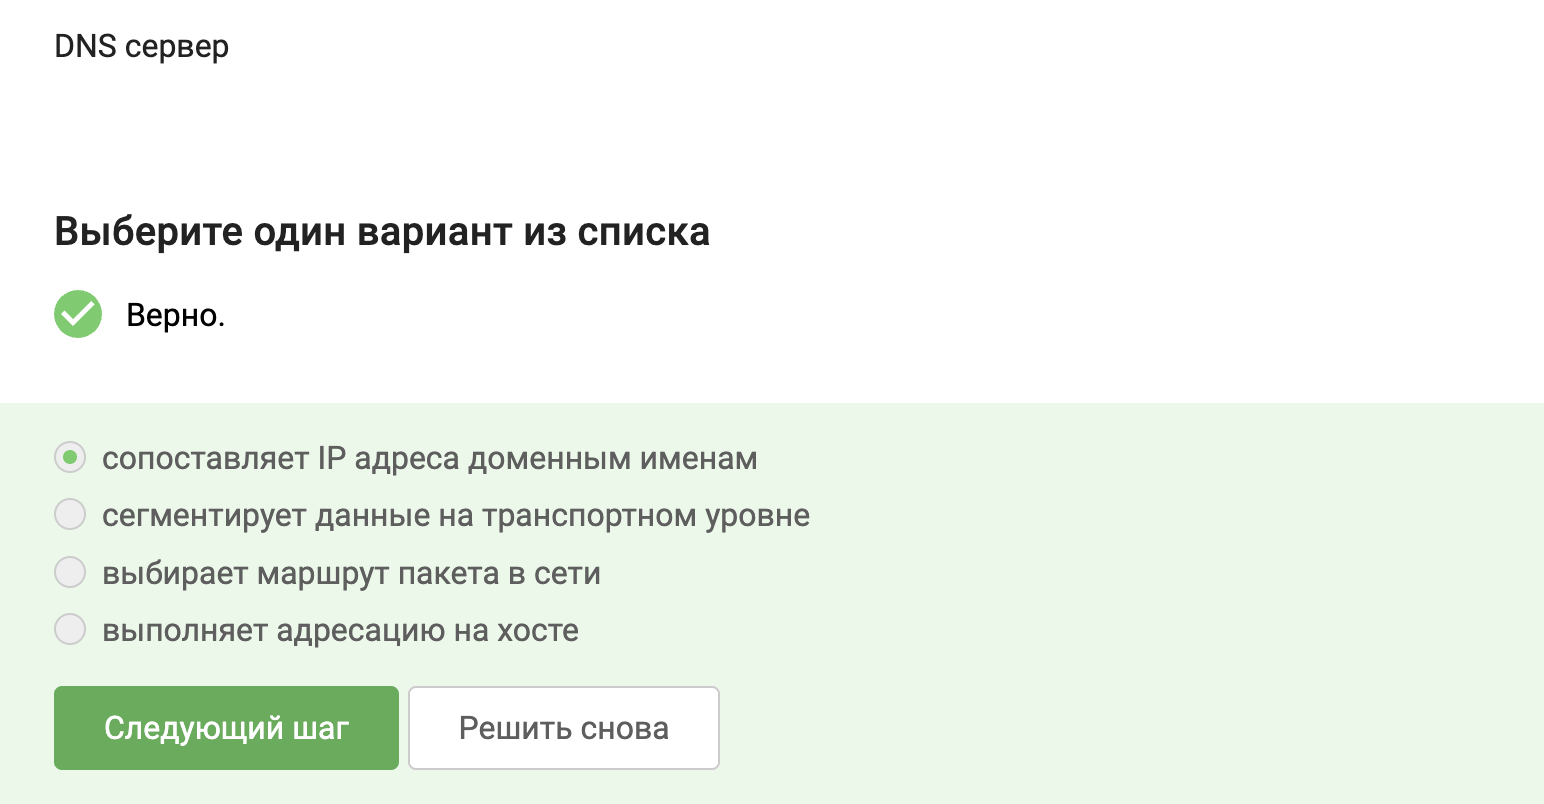 DNS сервер
Выберите один вариант из списка
Верно.
сопоставляет IP адреса доменным именам
сегментирует данные на транспортном уровне
выбирает маршрут пакета в сети
выполняет адресацию на хосте
Следующий шаг
Решить снова